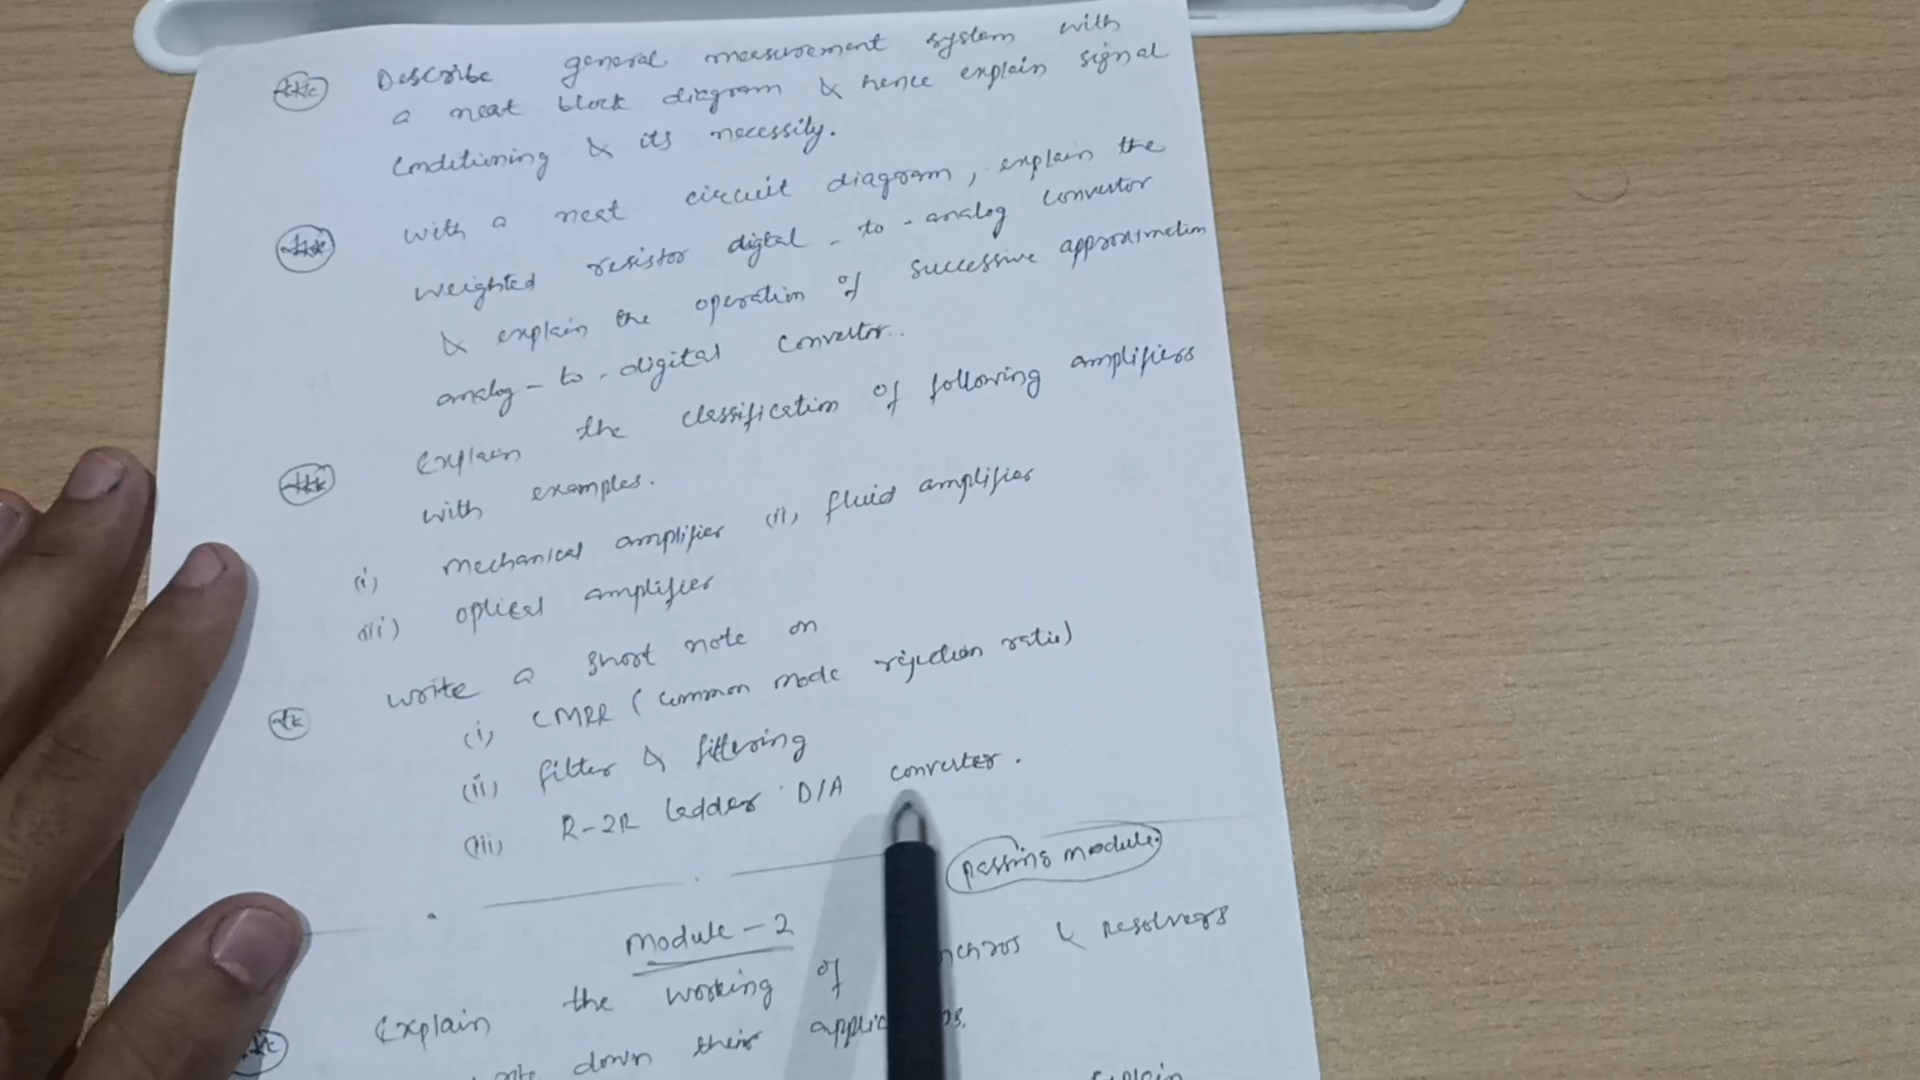 Describe general measurement system with
a neat block diagram & hence explain signal
Conditioning & its necessity.
with a neat circuit diagram, explain the
weighted resistor digtal-to-analog convertor
& explain the operation of successive approximation
analog-to-digital convertor..
Explain the classification of following amplifiers
with examples.
(i) mechanical amplifier (ii) fluid amplifier
(iii) optical amplifier
write a short note on
(i) CMRR (common mode rejection ratio)
(ii) filter & filtering
(iii) R-2R ladder D/A converter.
passing module.
Module-2
Explain the working of & Resolvers
down their
Explain